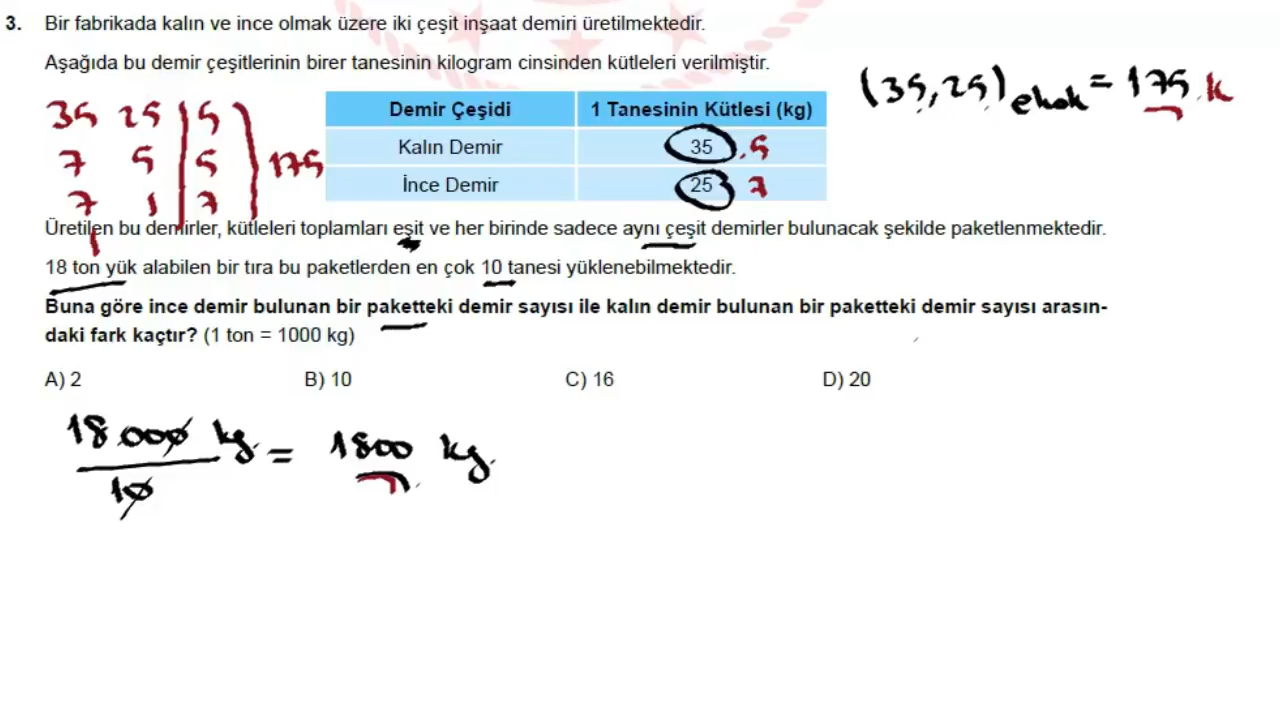 3. Bir fabrikada kalın ve ince olmak üzere iki çeşit inşaat demiri üretilmektedir.
Aşağıda bu demir çeşitlerinin birer tanesinin kilogram cinsinden kütleleri verilmiştir.
(35,25) ekok = 175.k
35 25 5
7 5 5
7 1 7
1
175
Demir Çeşidi 1 Tanesinin Kütlesi (kg)
Kalın Demir 35 .5
İnce Demir 25 7
Üretilen bu demirler, kütleleri toplamları eşit ve her birinde sadece aynı çeşit demirler bulunacak şekilde paketlenmektedir.
18 ton yük alabilen bir tıra bu paketlerden en çok 10 tanesi yüklenebilmektedir.
Buna göre ince demir bulunan bir paketteki demir sayısı ile kalın demir bulunan bir paketteki demir sayısı arasın-
daki fark kaçtır? (1 ton = 1000 kg)
A) 2 B) 10 C) 16 D) 20
18.000 kg. = 1800 kg.
10